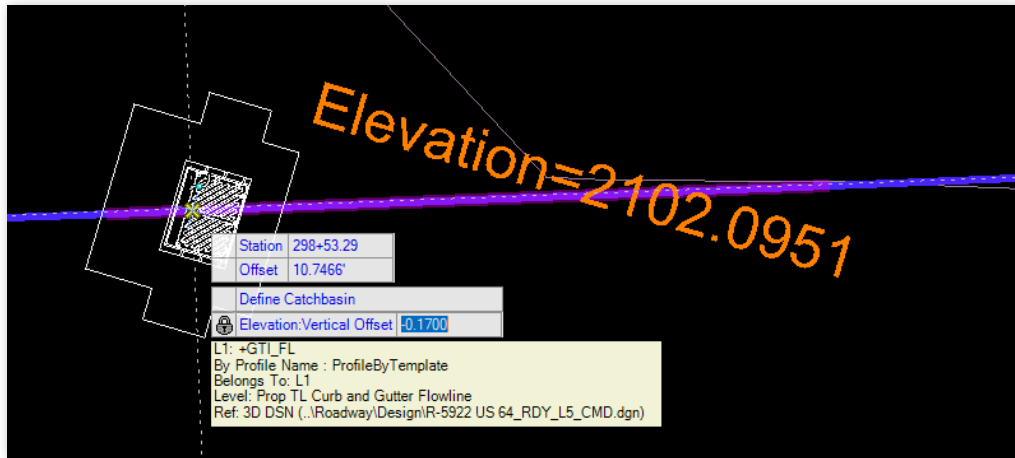 Elevation=2102.0951
Station 298+53.29
Offset 10.7466'
Define Catchbasin
Elevation:Vertical Offset -0.1700
L1: +GTI_FL
By Profile Name : ProfileByTemplate
Belongs To: L1
Level: Prop TL Curb and Gutter Flowline
Ref: 3D DSN (..\Roadway\Design\R-5922 US 64_RDY_L5_CMD.dgn)